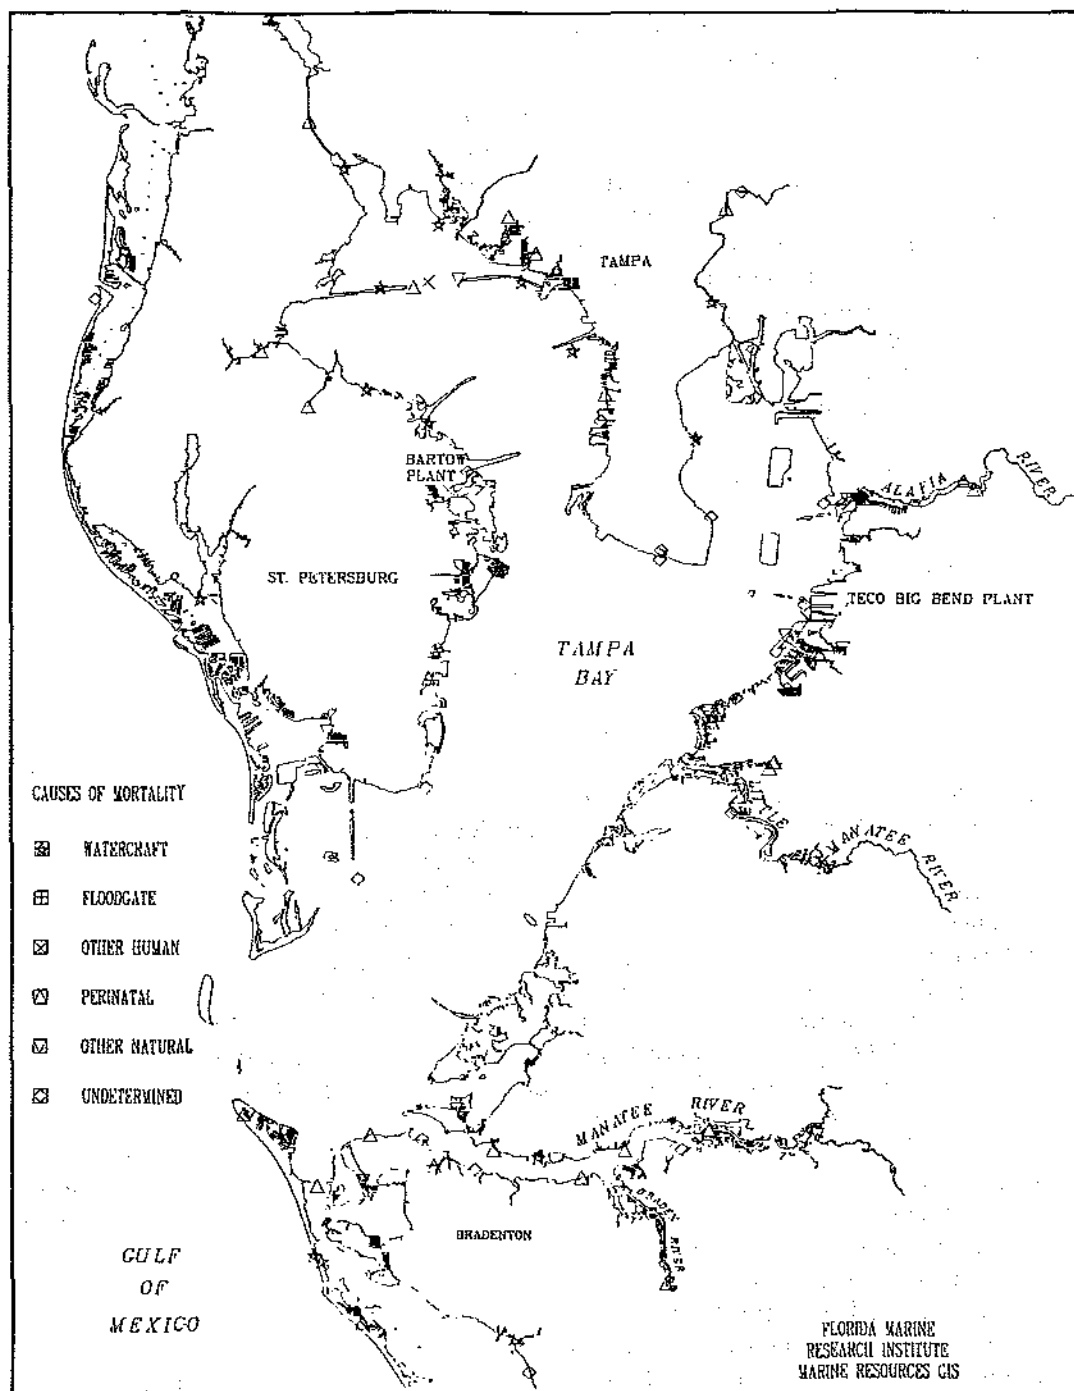 TAMPA
BARTOW
PLANT
ALAFIA RIVER
ST. PETERSBURG
TECO BIG BEND PLANT
TAMPA
BAY
CAUSES OF MORTALITY
WATERCRAFT
FLOODGATE
OTHER HUMAN
PERINATAL
OTHER NATURAL
UNDETERMINED
LITTLE MANATEE RIVER
MANATEE RIVER
BRADEN RIVER
BRADENTON
GULF
OF
MEXICO
FLORIDA MARINE
RESEARCH INSTITUTE
MARINE RESOURCES GIS